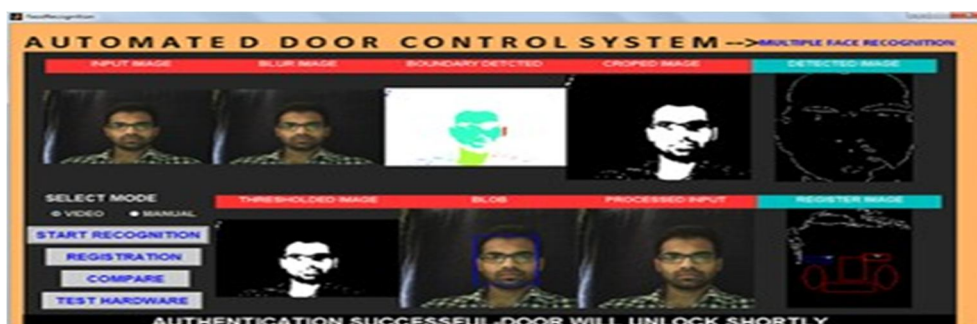 FaceRecognition
AUTOMATED DOOR CONTROL SYSTEM-->MULTIPLE FACE RECOGNITION
INPUT IMAGE BLUR IMAGE BOUNDARY DETCTED CROPED IMAGE DETECTED IMAGE
SELECT MODE
VIDEO MANUAL
THRESHOLDED IMAGE BLOB PROCESSED INPUT REGISTER IMAGE
START RECOGNITION
REGISTRATION
COMPARE
TEST HARDWARE
AUTHENTICATION SUCCESSFUL-DOOR WILL UNLOCK SHORTLY